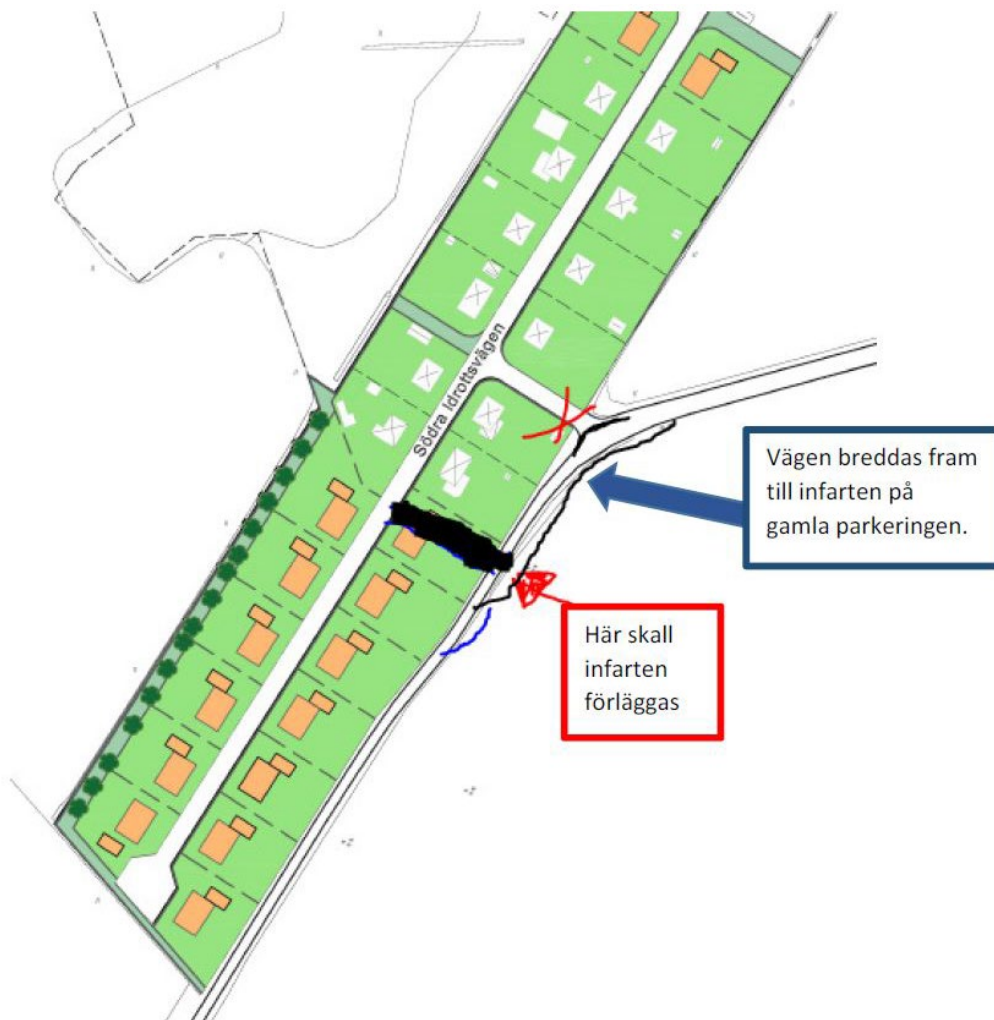 Södra Idrottsvägen
Vägen breddas fram
till infarten på
gamla parkeringen.
Här skall
infarten
förläggas